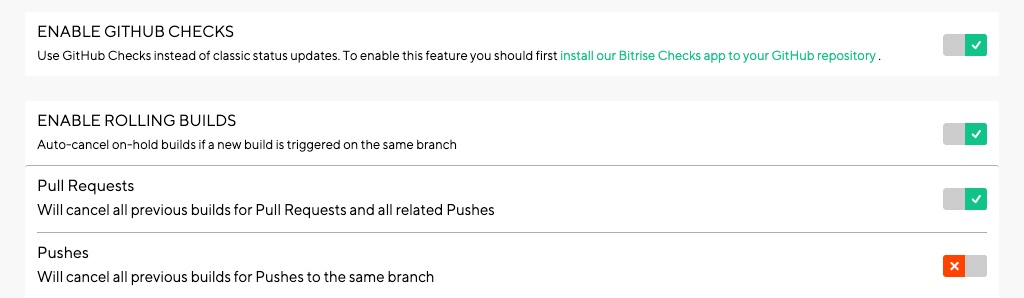 ENABLE GITHUB CHECKS
Use GitHub Checks instead of classic status updates. To enable this feature you should first install our Bitrise Checks app to your GitHub repository .
ENABLE ROLLING BUILDS
Auto-cancel on-hold builds if a new build is triggered on the same branch
Pull Requests
Will cancel all previous builds for Pull Requests and all related Pushes
Pushes
Will cancel all previous builds for Pushes to the same branch